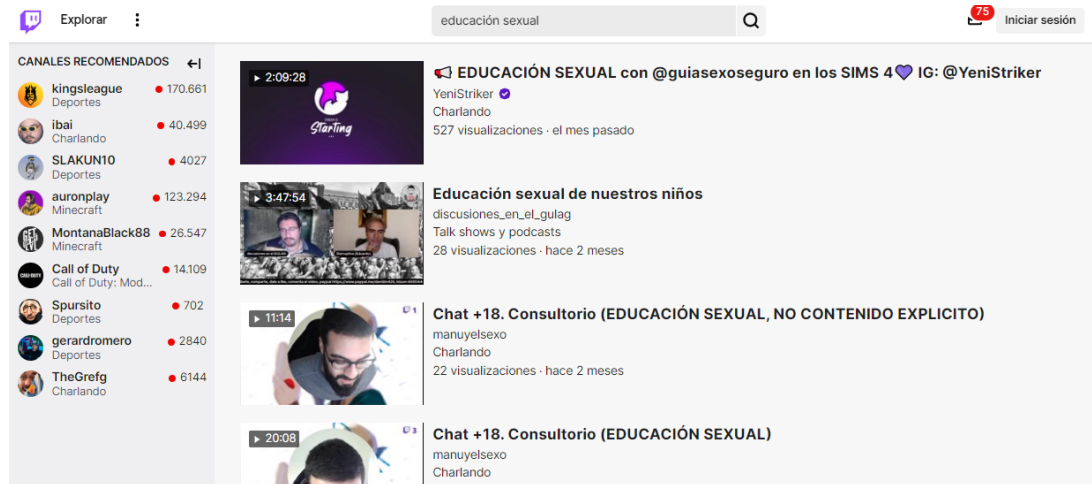 Explorar
educación sexual
75
Iniciar sesión
CANALES RECOMENDADOS
kingsleague 170.661
Deportes
ibai 40.499
Charlando
SLAKUN10 4027
Deportes
auronplay 123.294
Minecraft
MontanaBlack88 26.547
Minecraft
Call of Duty 14.109
Call of Duty: Mod...
Spursito 702
Deportes
gerardromero 2840
Deportes
TheGrefg 6144
Charlando
2:09:28
Starting
📢 EDUCACIÓN SEXUAL con @guiasexoseguro en los SIMS 4💜 IG: @YeniStriker
YeniStriker
Charlando
527 visualizaciones · el mes pasado
3:47:54
Educación sexual de nuestros niños
discusiones_en_el_gulag
Talk shows y podcasts
28 visualizaciones · hace 2 meses
11:14
1
Chat +18. Consultorio (EDUCACIÓN SEXUAL, NO CONTENIDO EXPLICITO)
manuyelsexo
Charlando
22 visualizaciones · hace 2 meses
20:08
3
Chat +18. Consultorio (EDUCACIÓN SEXUAL)
manuyelsexo
Charlando